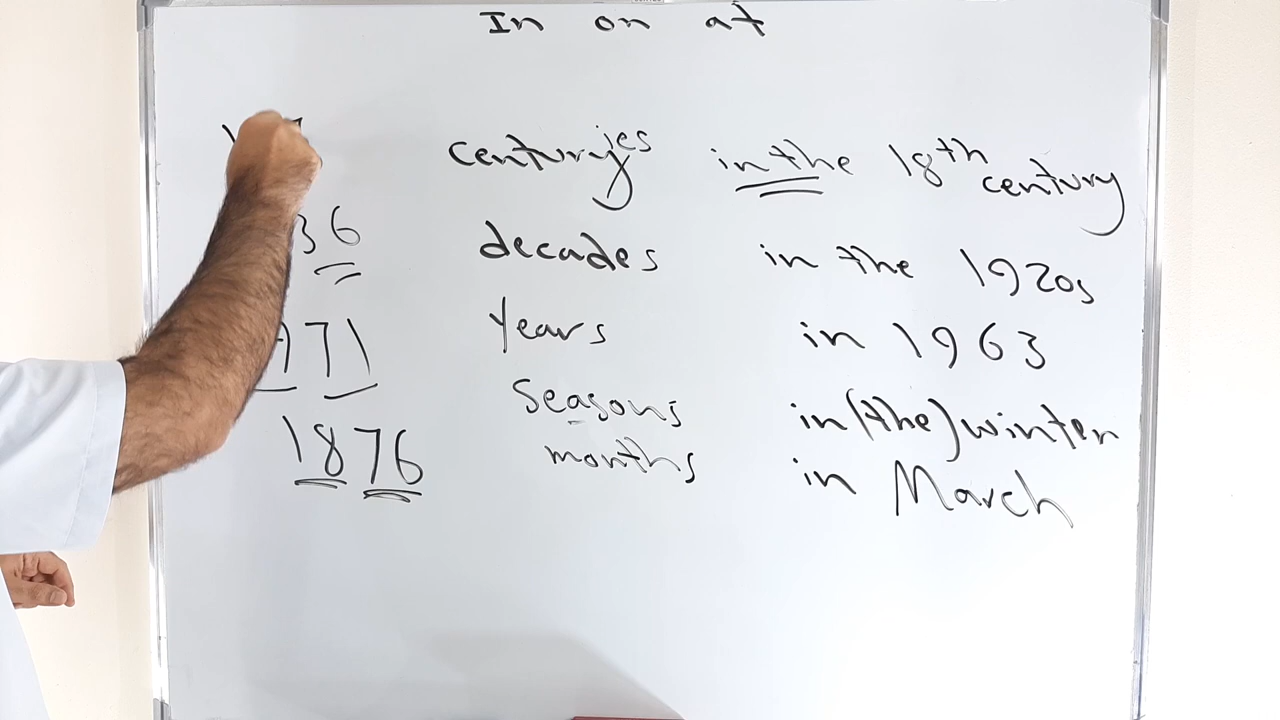 In on at
centuryies in the 18th century
36 decades in the 1920s
71 years in 1963
seasons in (the) winter
1876 months in March